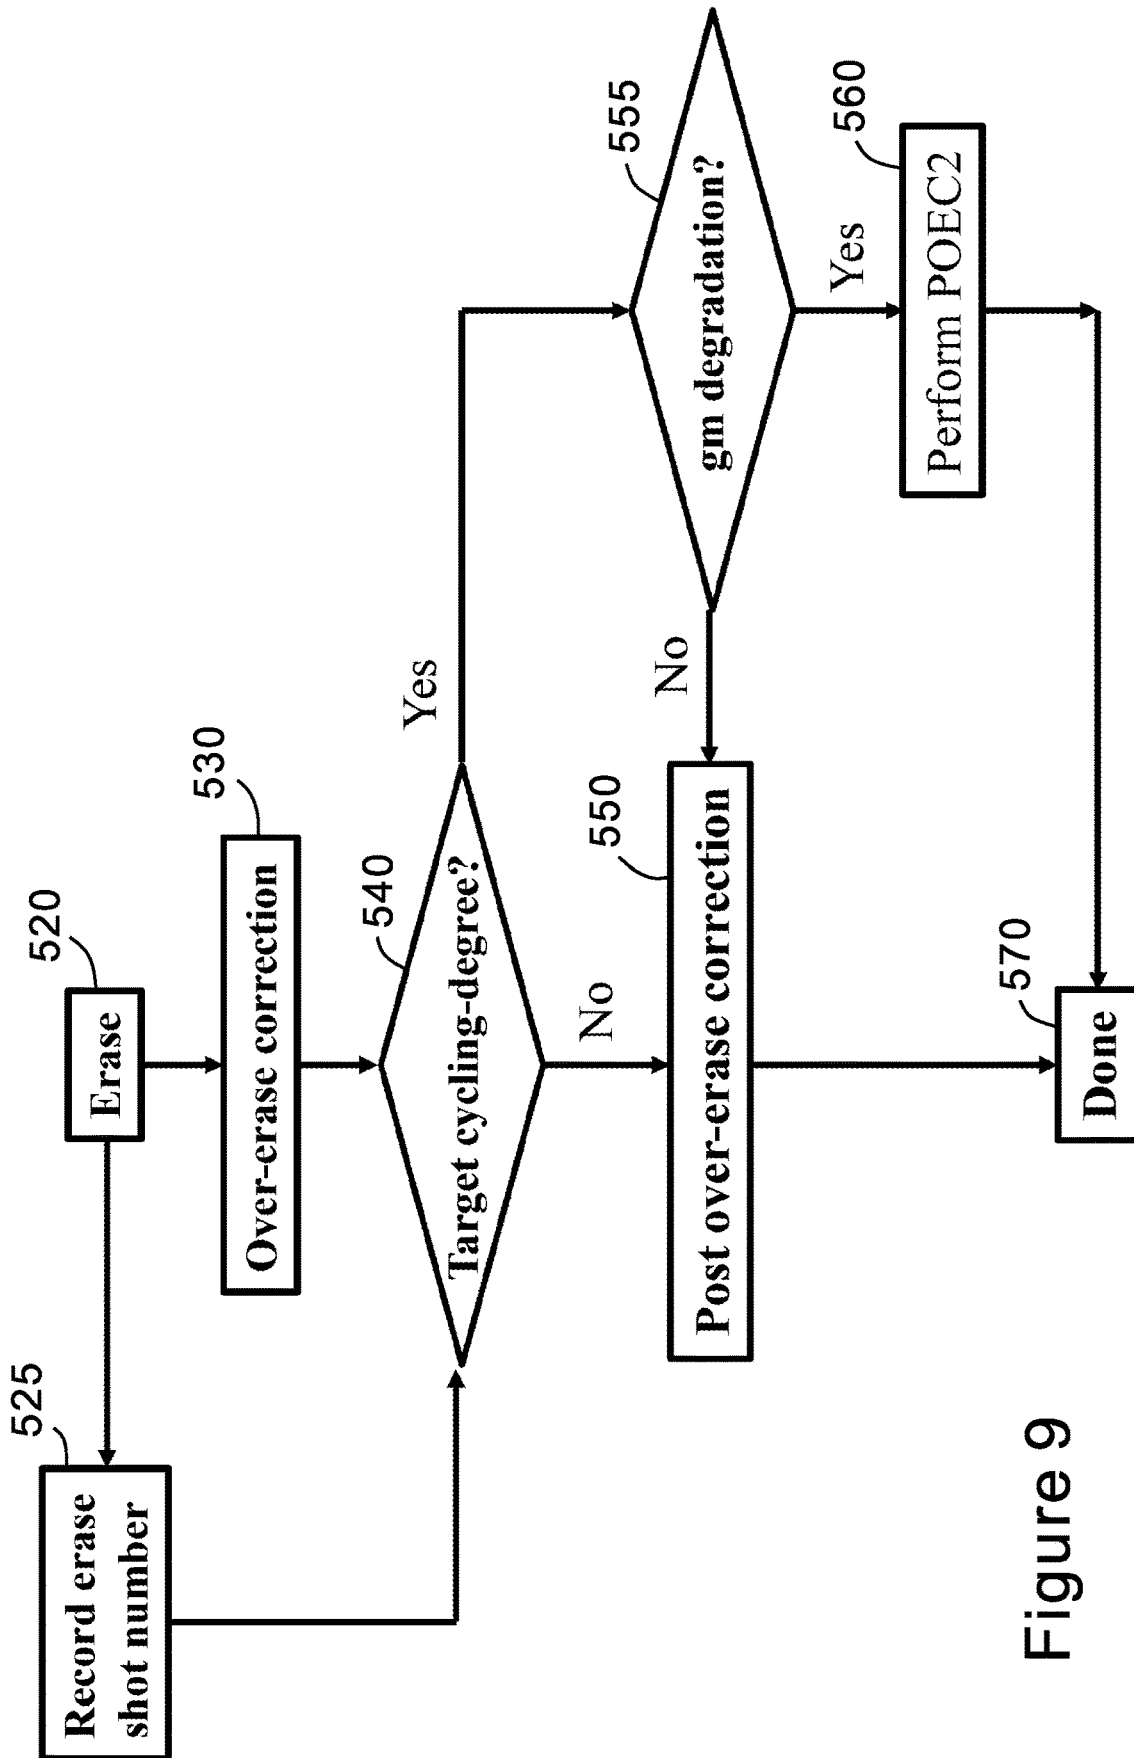 520
Erase
525
Record erase
shot number
530
Over-erase correction
540
Target cycling-degree?
Yes
No
555
gm degradation?
No
Yes
550
Post over-erase correction
560
Perform POEC2
570
Done
Figure 9